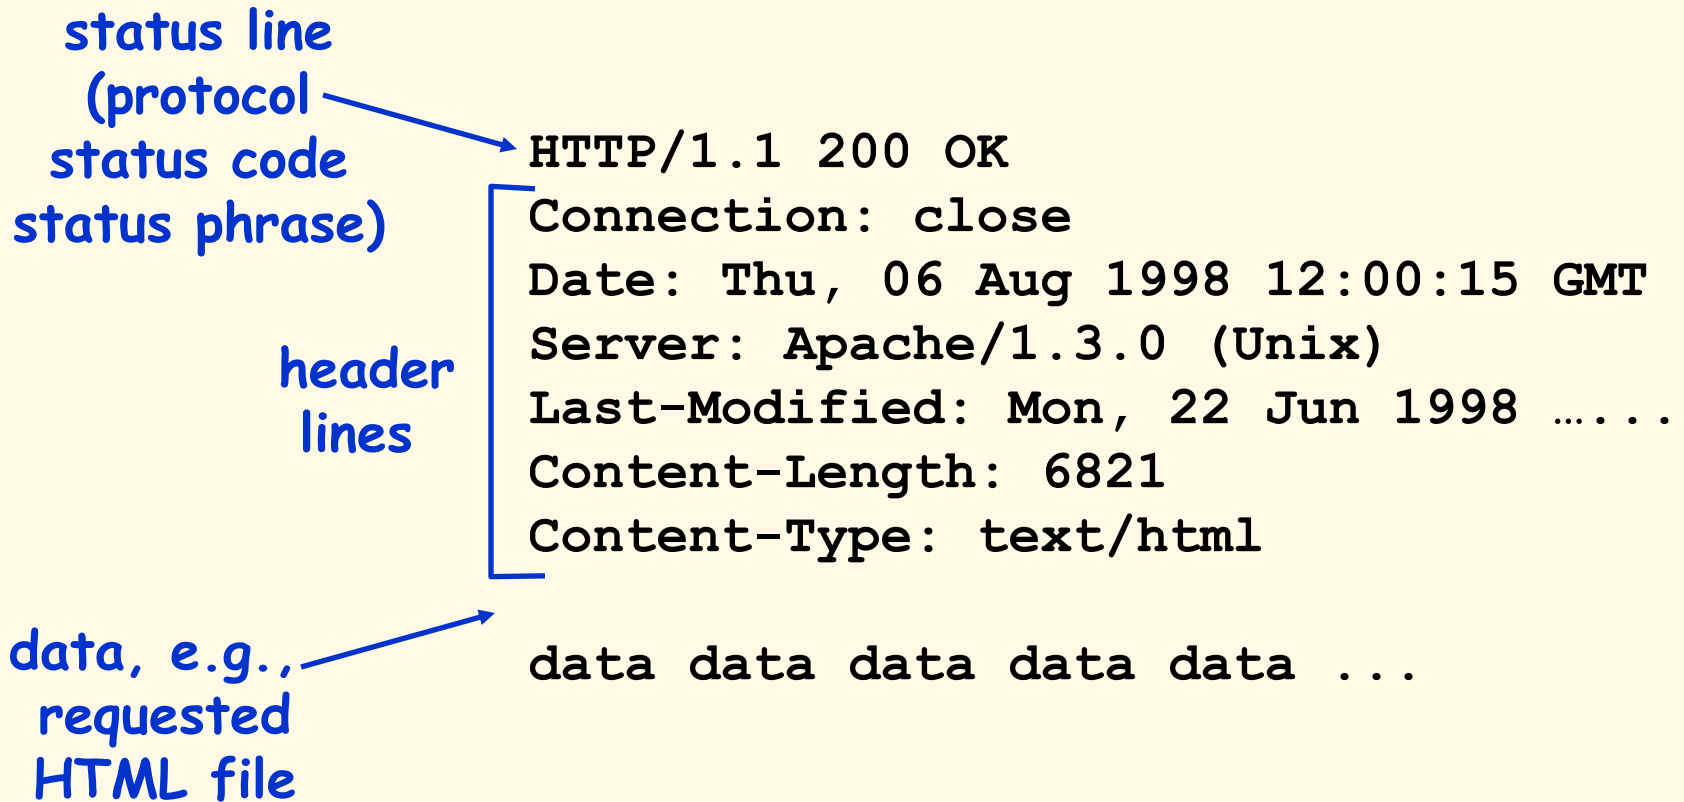 status line
(protocol
status code
status phrase)
HTTP/1.1 200 OK
Connection: close
Date: Thu, 06 Aug 1998 12:00:15 GMT
Server: Apache/1.3.0 (Unix)
Last-Modified: Mon, 22 Jun 1998 …...
Content-Length: 6821
Content-Type: text/html
header
lines
data, e.g.,
requested
HTML file
data data data data data ...